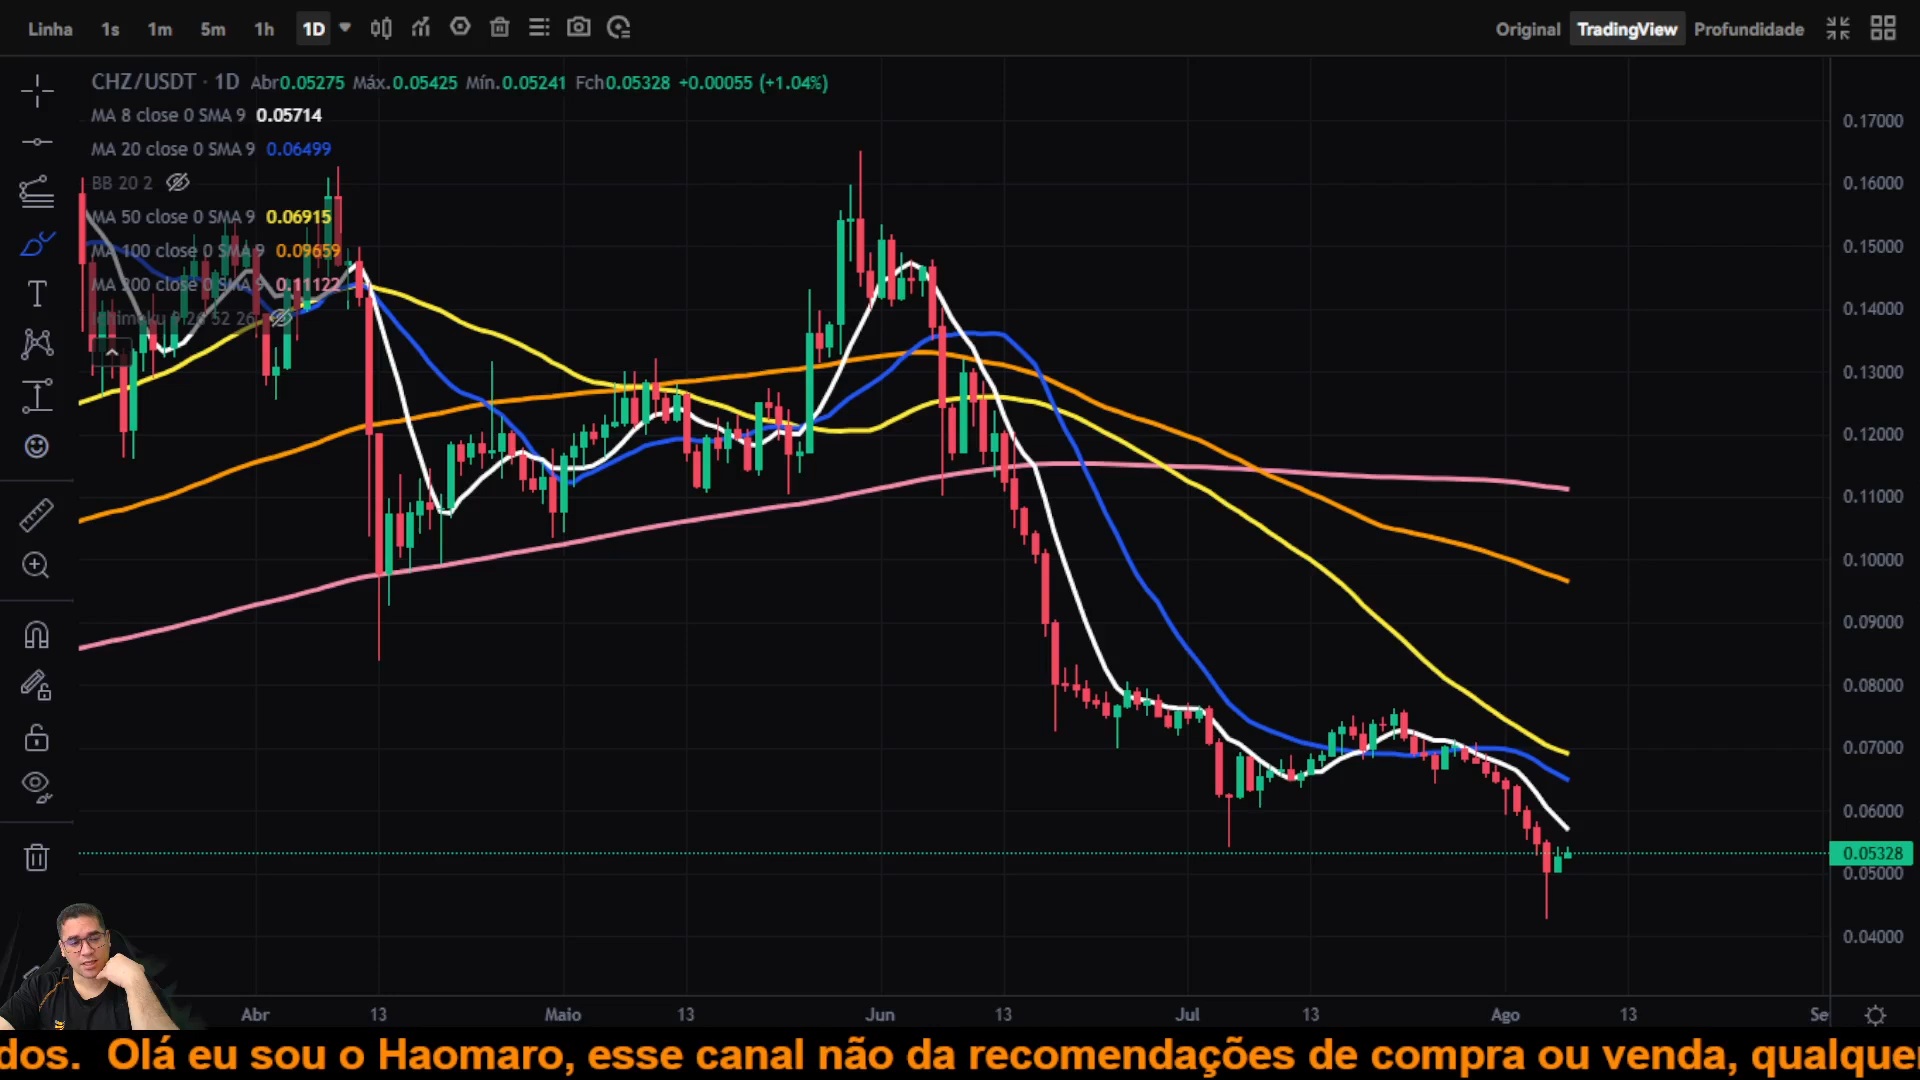 Linha 1s 1m 5m 1h 1D Original TradingView Profundidade
CHZ/USDT · 1D Abr0.05275 Máx.0.05425 Mín.0.05241 Fch0.05328 +0.00055 (+1.04%)
MA 8 close 0 SMA 9 0.05714
MA 20 close 0 SMA 9 0.06499
BB 20 2
MA 50 close 0 SMA 9 0.06915
MA 100 close 0 SMA 9 0.09659
MA 200 close 0 SMA 9 0.11122
Ichimoku 9 26 52 26
0.17000
0.16000
0.15000
0.14000
0.13000
0.12000
0.11000
0.10000
0.09000
0.08000
0.07000
0.06000
0.05328
0.05000
0.04000
Abr 13 Maio 13 Jun 13 Jul 13 Ago 13 Se
dos. Olá eu sou o Haomaro, esse canal não da recomendações de compra ou venda, qualquer